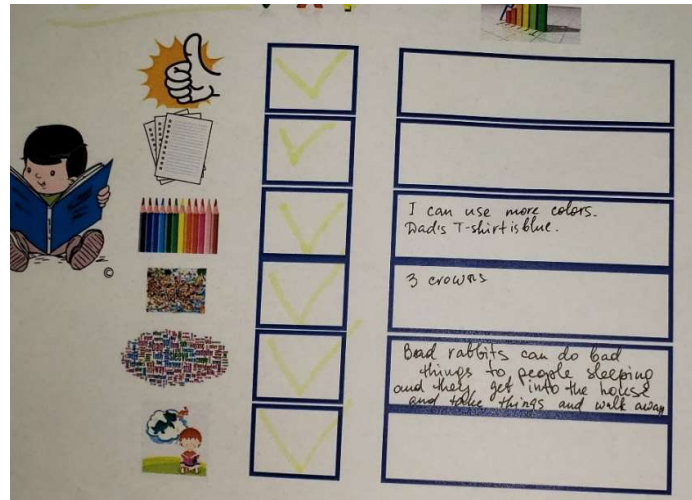 I can use more colors.
Dad's T-shirt is blue.
3 crowns
Bad rabbits can do bad
things to people sleeping
and they get into the house
and take things and walk away
©